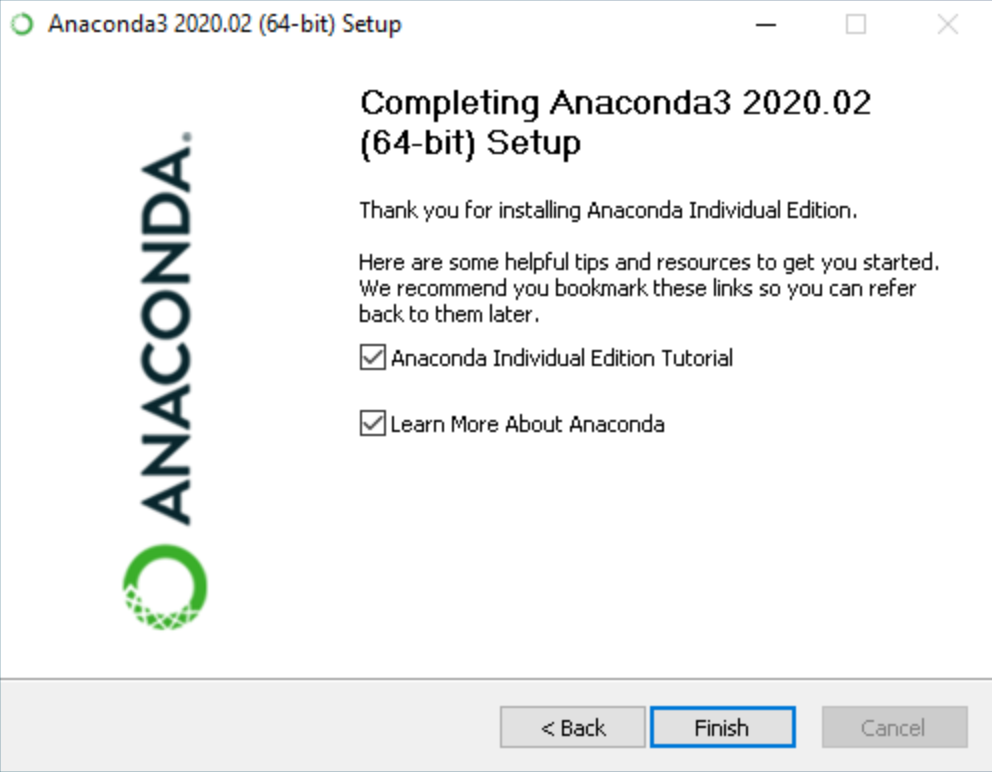 Anaconda3 2020.02 (64-bit) Setup
ANACONDA.
Completing Anaconda3 2020.02
(64-bit) Setup
Thank you for installing Anaconda Individual Edition.
Here are some helpful tips and resources to get you started.
We recommend you bookmark these links so you can refer
back to them later.
Anaconda Individual Edition Tutorial
Learn More About Anaconda
< Back
Finish
Cancel